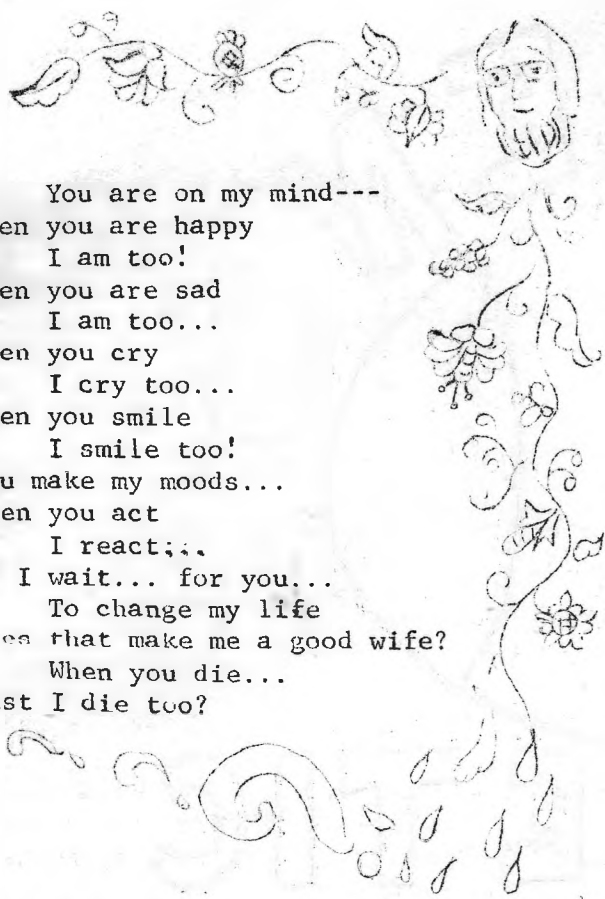 You are on my mind---
en you are happy
I am too!
en you are sad
I am too...
en you cry
I cry too...
en you smile
I smile too!
u make my moods...
en you act
I react;..
I wait... for you...
To change my life
es that make me a good wife?
When you die...
st I die too?